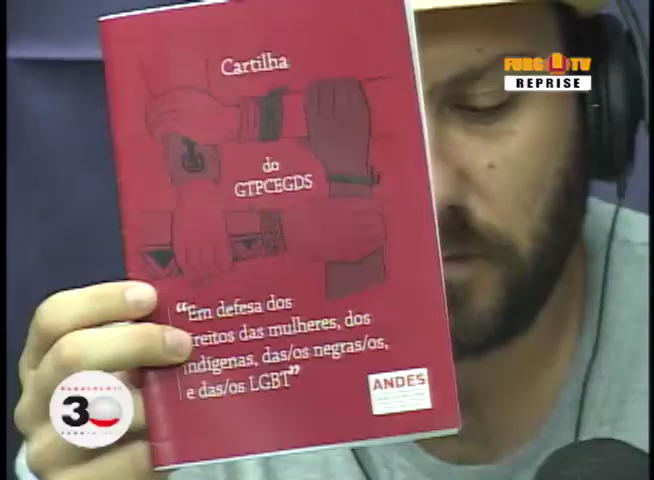 FURG TV
REPRISE
Cartilha
do
GTPCEGDS
"Em defesa dos
reitos das mulheres, dos
indígenas, das/os negras/os,
e das/os LGBT"
ANDES
30